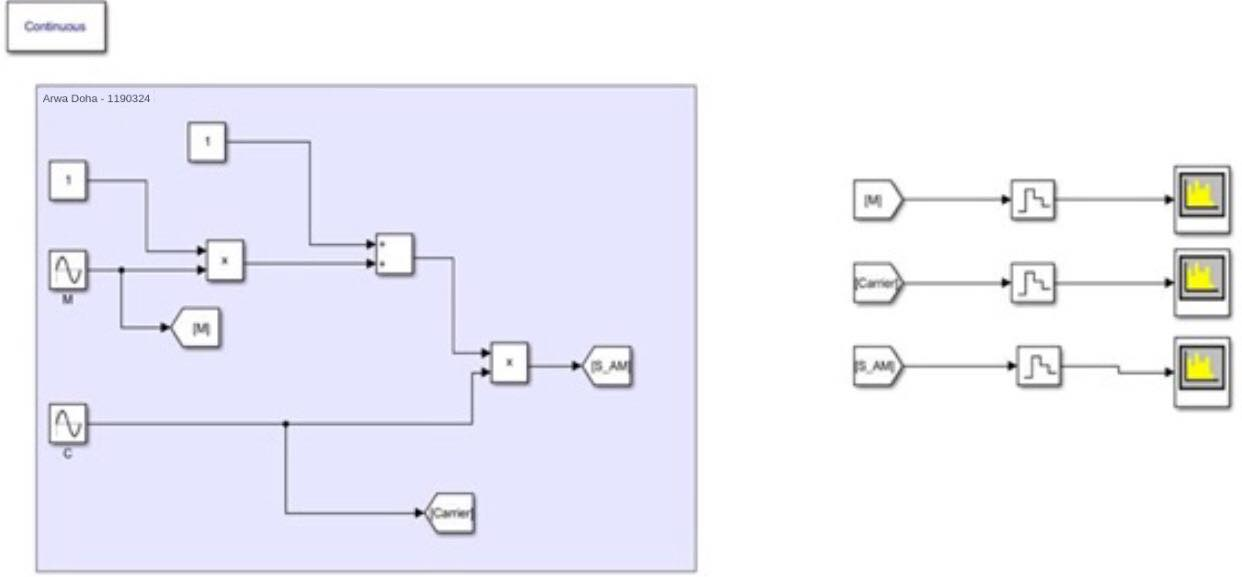 Continuous
Arwa Doha - 1190324
1
1
x
+
+
M
[M]
x
[S_AM]
C
[Carrier]
[M]
[Carrier]
[S_AM]